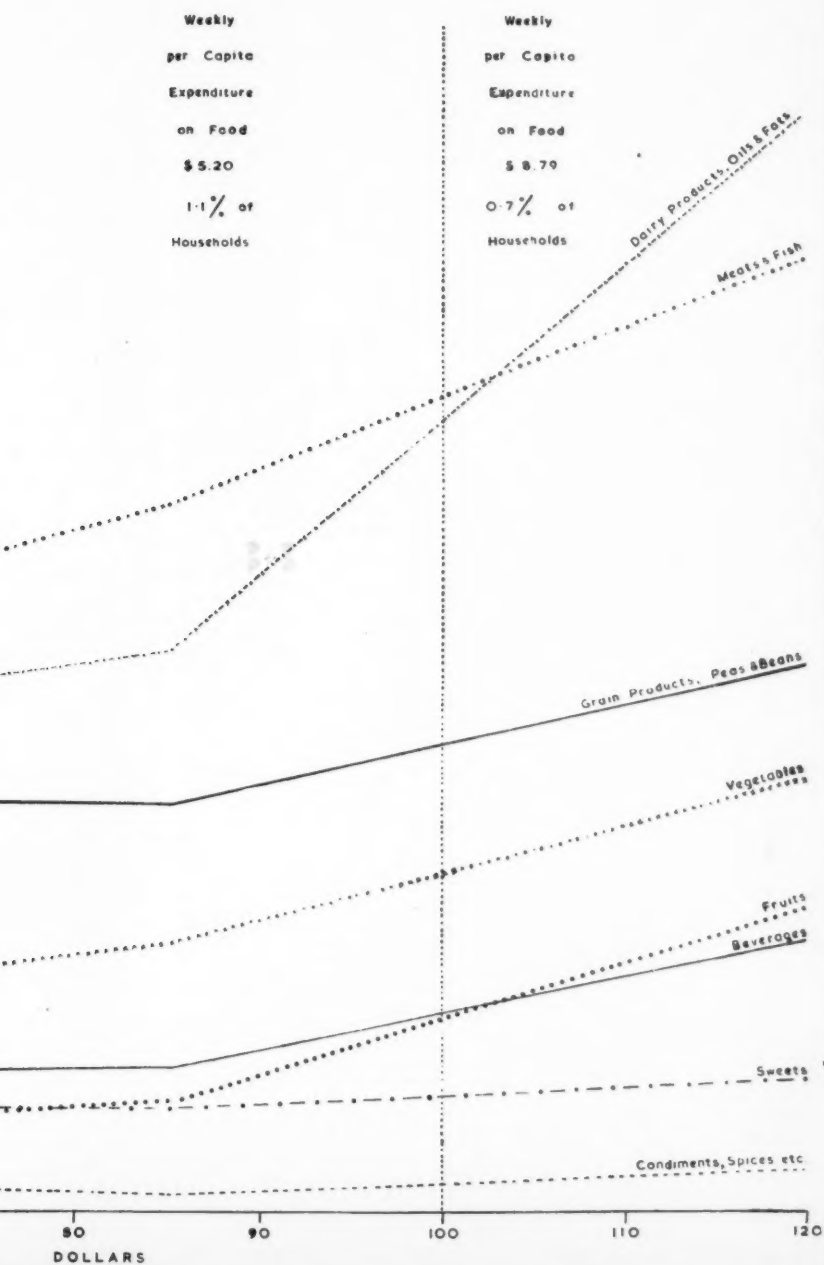 Weekly
per Capita
Expenditure
on Food
$ 5.20
1·1% of
Households
Weekly
per Capita
Expenditure
on Food
$ 8.79
0·7% of
Households
Dairy Products, Oils & Fats
Meats & Fish
Grain Products, Peas & Beans
Vegetables
Fruits
Beverages
Sweets
Condiments, Spices etc
80
90
100
110
120
DOLLARS